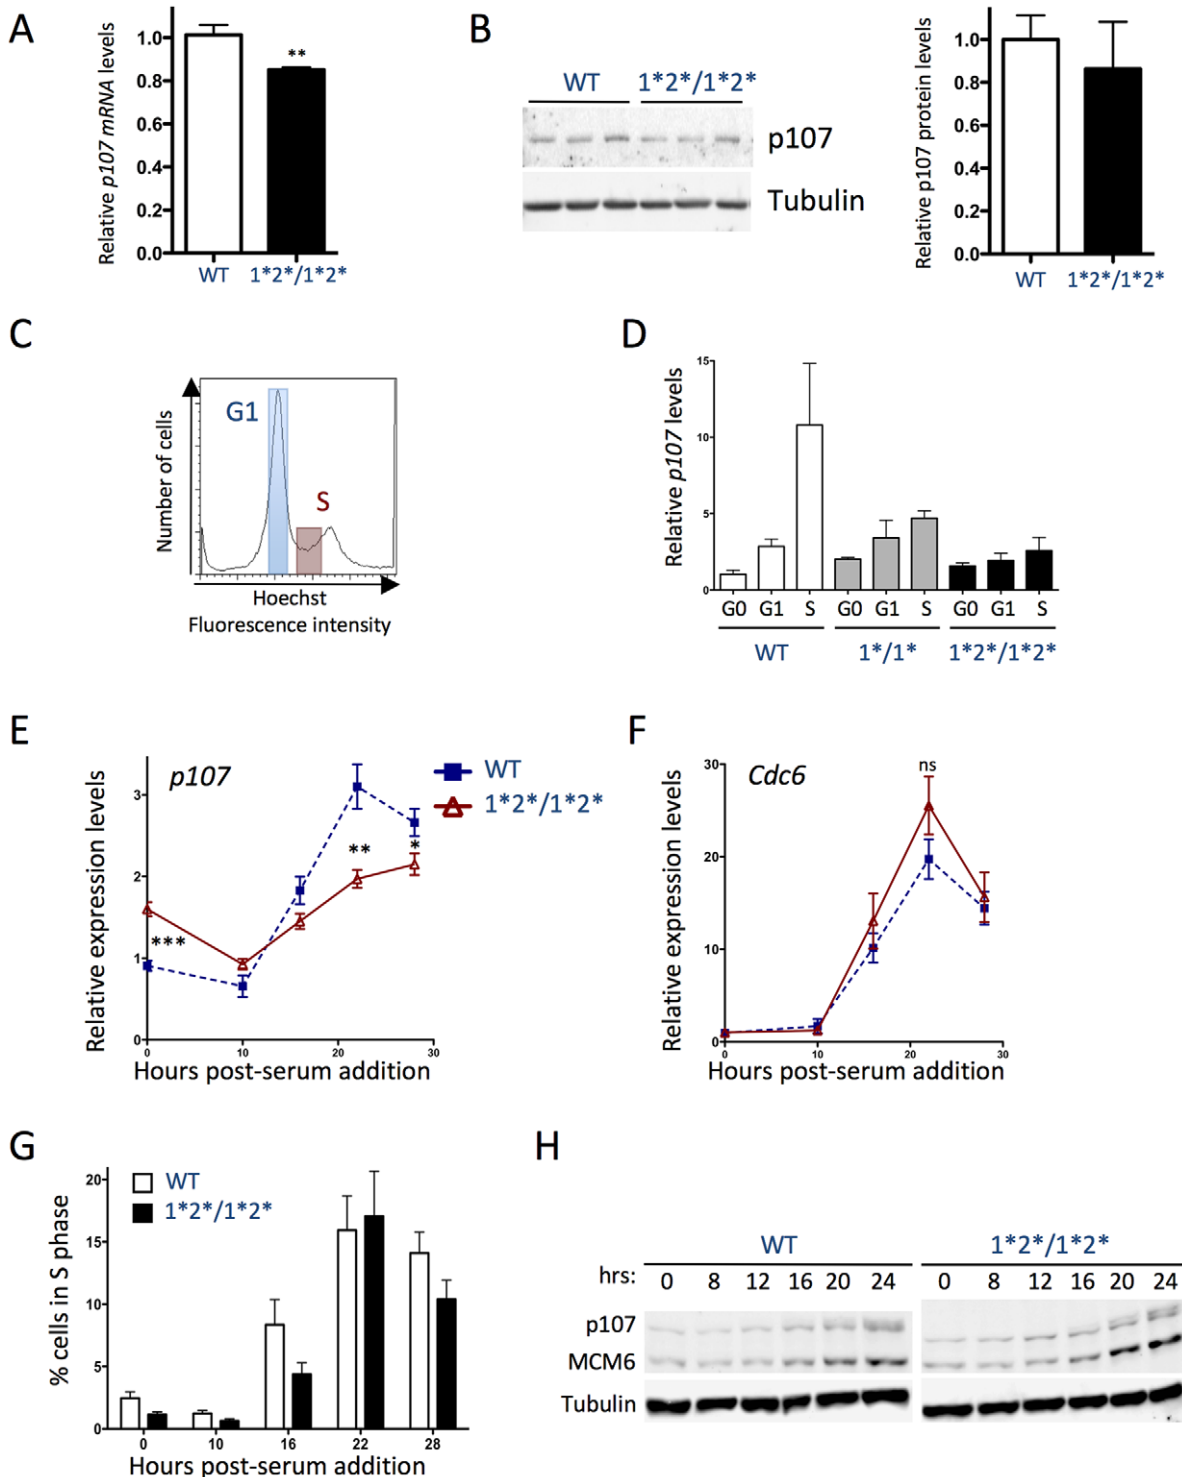 A
Relative p107 mRNA levels
1.0
0.8
0.6
0.4
0.2
0.0
**
WT
1*2*/1*2*
B
WT
1*2*/1*2*
p107
Tubulin
Relative p107 protein levels
1.0
0.8
0.6
0.4
0.2
0.0
WT
1*2*/1*2*
C
Number of cells
G1
S
Hoechst
Fluorescence intensity
D
Relative p107 levels
15
10
5
0
G0 G1 S G0 G1 S G0 G1 S
WT 1*/1* 1*2*/1*2*
E
p107
WT
1*2*/1*2*
Relative expression levels
3
2
1
0
***
**
*
0 10 20 30
Hours post-serum addition
F
Cdc6
ns
Relative expression levels
30
20
10
0
0 10 20 30
Hours post-serum addition
G
WT
1*2*/1*2*
% cells in S phase
20
15
10
5
0
0 10 16 22 28
Hours post-serum addition
H
WT 1*2*/1*2*
hrs: 0 8 12 16 20 24 0 8 12 16 20 24
p107
MCM6
Tubulin